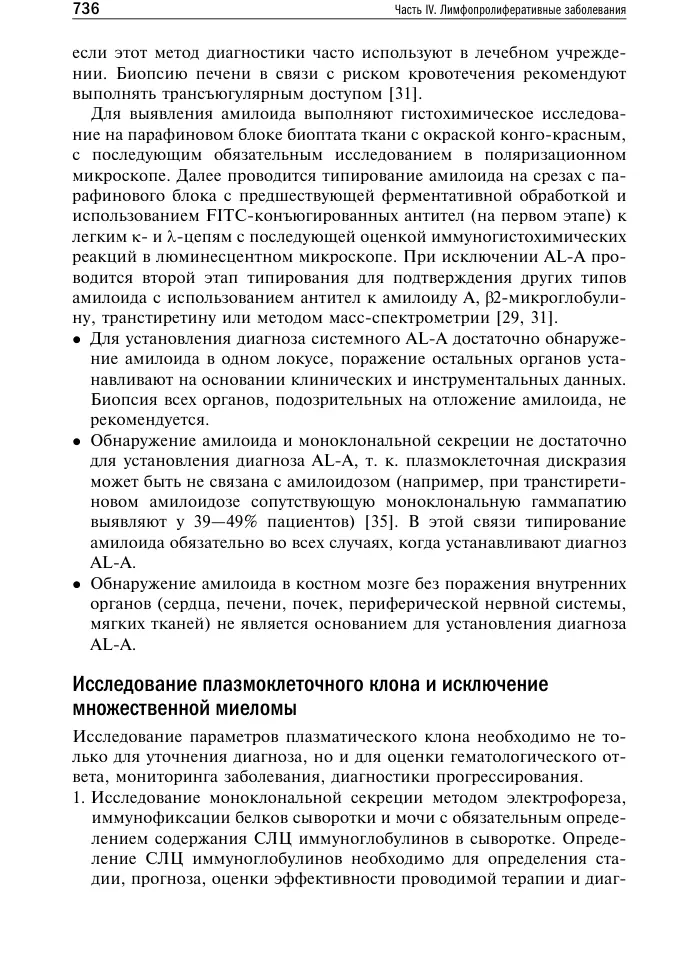 736
Часть IV. Лимфопролиферативные заболевания
если этот метод диагностики часто используют в лечебном учрежде-
нии. Биопсию печени в связи с риском кровотечения рекомендуют
выполнять трансъюгулярным доступом [31].
Для выявления амилоида выполняют гистохимическое исследова-
ние на парафиновом блоке биоптата ткани с окраской конго-красным,
с последующим обязательным исследованием в поляризационном
микроскопе. Далее проводится типирование амилоида на срезах с па-
рафинового блока с предшествующей ферментативной обработкой и
использованием FITC-конъюгированных антител (на первом этапе) к
легким κ- и λ-цепям с последующей оценкой иммуногистохимических
реакций в люминесцентном микроскопе. При исключении AL-A про-
водится второй этап типирования для подтверждения других типов
амилоида с использованием антител к амилоиду А, β2-микроглобули-
ну, транстиретину или методом масс-спектрометрии [29, 31].
• Для установления диагноза системного AL-A достаточно обнаруже-
ние амилоида в одном локусе, поражение остальных органов уста-
навливают на основании клинических и инструментальных данных.
Биопсия всех органов, подозрительных на отложение амилоида, не
рекомендуется.
• Обнаружение амилоида и моноклональной секреции не достаточно
для установления диагноза AL-A, т. к. плазмоклеточная дискразия
может быть не связана с амилоидозом (например, при транстирети-
новом амилоидозе сопутствующую моноклональную гаммапатию
выявляют у 39—49% пациентов) [35]. В этой связи типирование
амилоида обязательно во всех случаях, когда устанавливают диагноз
AL-A.
• Обнаружение амилоида в костном мозге без поражения внутренних
органов (сердца, печени, почек, периферической нервной системы,
мягких тканей) не является основанием для установления диагноза
AL-A.
Исследование плазмоклеточного клона и исключение
множественной миеломы
Исследование параметров плазматического клона необходимо не то-
лько для уточнения диагноза, но и для оценки гематологического от-
вета, мониторинга заболевания, диагностики прогрессирования.
1. Исследование моноклональной секреции методом электрофореза,
иммунофиксации белков сыворотки и мочи с обязательным опреде-
лением содержания СЛЦ иммуноглобулинов в сыворотке. Опреде-
ление СЛЦ иммуноглобулинов необходимо для определения ста-
дии, прогноза, оценки эффективности проводимой терапии и диаг-